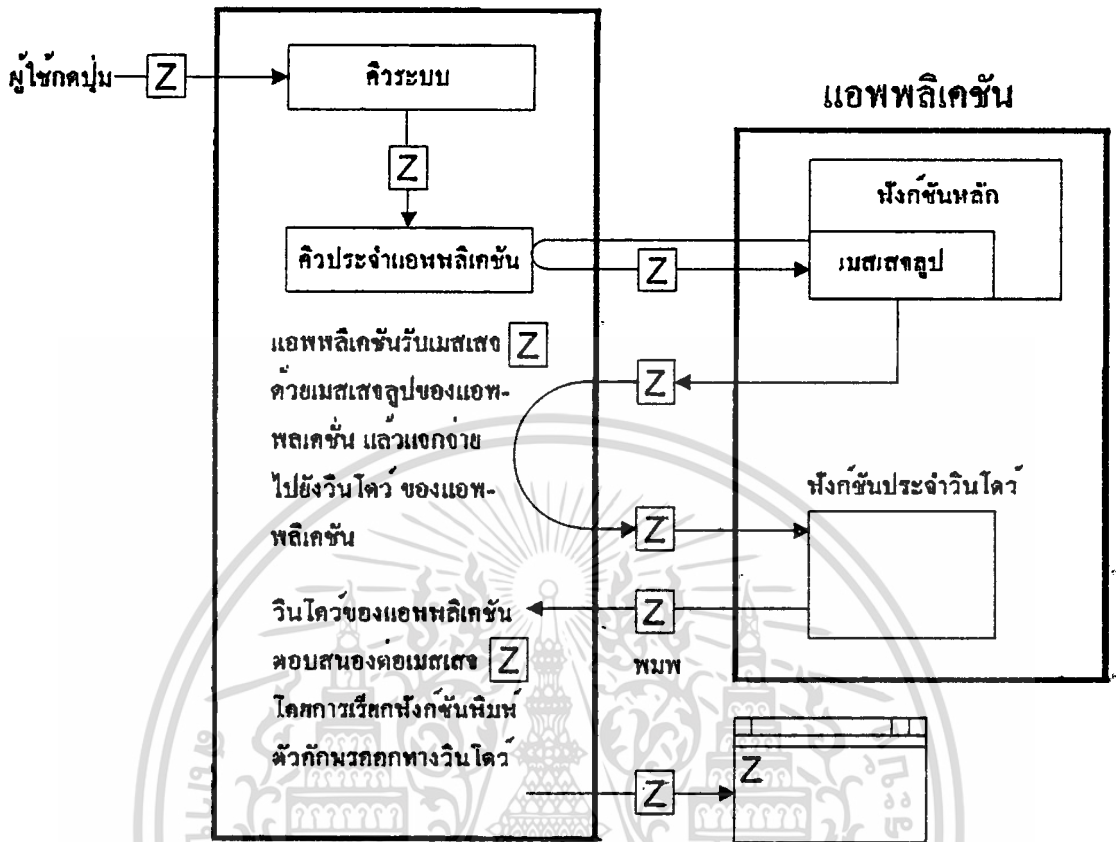 ผู้ใช้กดปุ่ม
Z
คิวระบบ
Z
คิวประจำแอพพลิเคชัน
Z
แอพพลิเคชัน
ฟังก์ชันหลัก
เมสเสจลูป
แอพพลิเคชันรับเมสเสจ Z
ด้วยเมสเสจลูปของแอพ-
พลเคชั่น แล้วแจกจ่าย
ไปยังวินโดว์ ของแอพ-
พลิเคชัน
Z
Z
ฟังก์ชันประจำวินโดว์
วินโดว์ของแอพพลิเคชัน
ตอบสนองต่อเมสเสจ Z
โดยการเรียกฟังก์ชันพิมพ์
ตัวอักษรออกทางวินโดว์
Z
พมพ
Z
Z